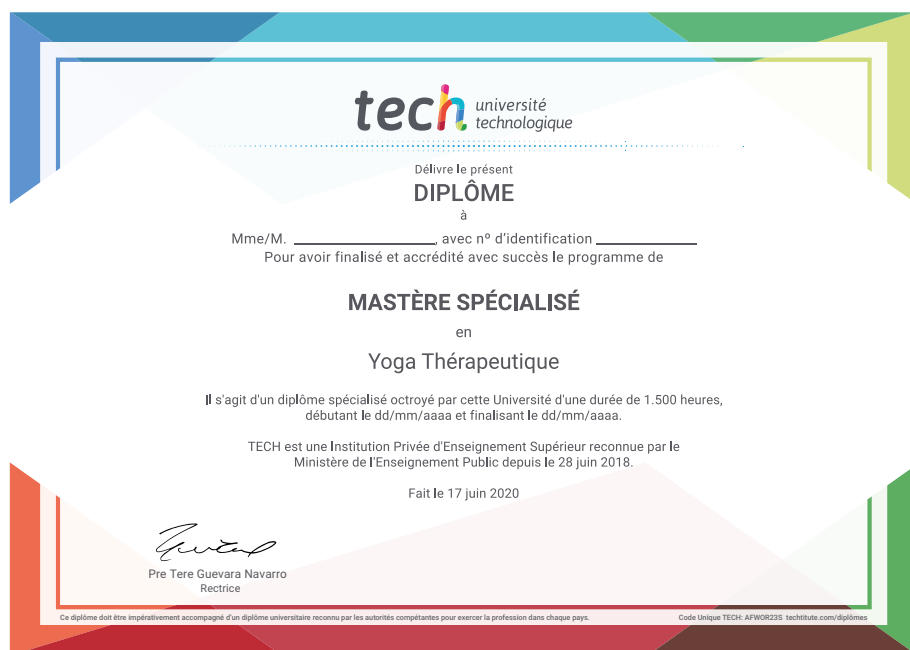 tech université
technologique
Délivre le présent
DIPLÔME
à
Mme/M. ____________, avec nº d'identification ____________
Pour avoir finalisé et accrédité avec succès le programme de
MASTÈRE SPÉCIALISÉ
en
Yoga Thérapeutique
Il s'agit d'un diplôme spécialisé octroyé par cette Université d'une durée de 1.500 heures,
débutant le dd/mm/aaaa et finalisant le dd/mm/aaaa.
TECH est une Institution Privée d'Enseignement Supérieur reconnue par le
Ministère de l'Enseignement Public depuis le 28 juin 2018.
Fait le 17 juin 2020
Pre Tere Guevara Navarro
Rectrice
Ce diplôme doit être impérativement accompagné d'un diplôme universitaire reconnu par les autorités compétantes pour exercer la profession dans chaque pays.
Code Unique TECH: AFWOR23S techtitute.com/diplômes